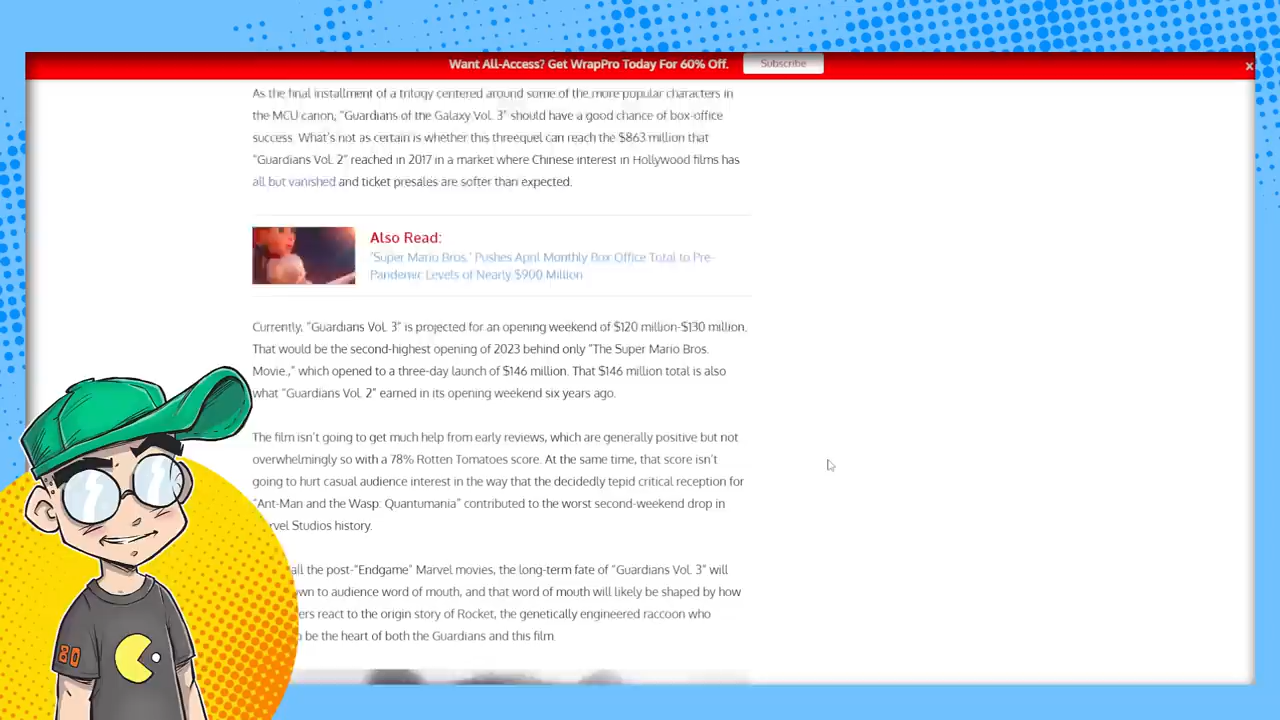 Want All-Access? Get WrapPro Today For 60% Off.
Subscribe
×
As the final installment of a trilogy centered around some of the more popular characters in
the MCU canon, "Guardians of the Galaxy Vol. 3" should have a good chance of box-office
success. What's not as certain is whether this threequel can reach the $863 million that
"Guardians Vol. 2" reached in 2017 in a market where Chinese interest in Hollywood films has
all but vanished and ticket presales are softer than expected.
Also Read:
'Super Mario Bros.' Pushes April Monthly Box Office Total to Pre-
Pandemic Levels of Nearly $900 Million
Currently, "Guardians Vol. 3" is projected for an opening weekend of $120 million-$130 million.
That would be the second-highest opening of 2023 behind only "The Super Mario Bros.
Movie.," which opened to a three-day launch of $146 million. That $146 million total is also
what "Guardians Vol. 2" earned in its opening weekend six years ago.
The film isn't going to get much help from early reviews, which are generally positive but not
overwhelmingly so with a 78% Rotten Tomatoes score. At the same time, that score isn't
going to hurt casual audience interest in the way that the decidedly tepid critical reception for
"Ant-Man and the Wasp: Quantumania" contributed to the worst second-weekend drop in
rvel Studios history.
all the post-"Endgame" Marvel movies, the long-term fate of "Guardians Vol. 3" will
wn to audience word of mouth, and that word of mouth will likely be shaped by how
ers react to the origin story of Rocket, the genetically engineered raccoon who
be the heart of both the Guardians and this film
80